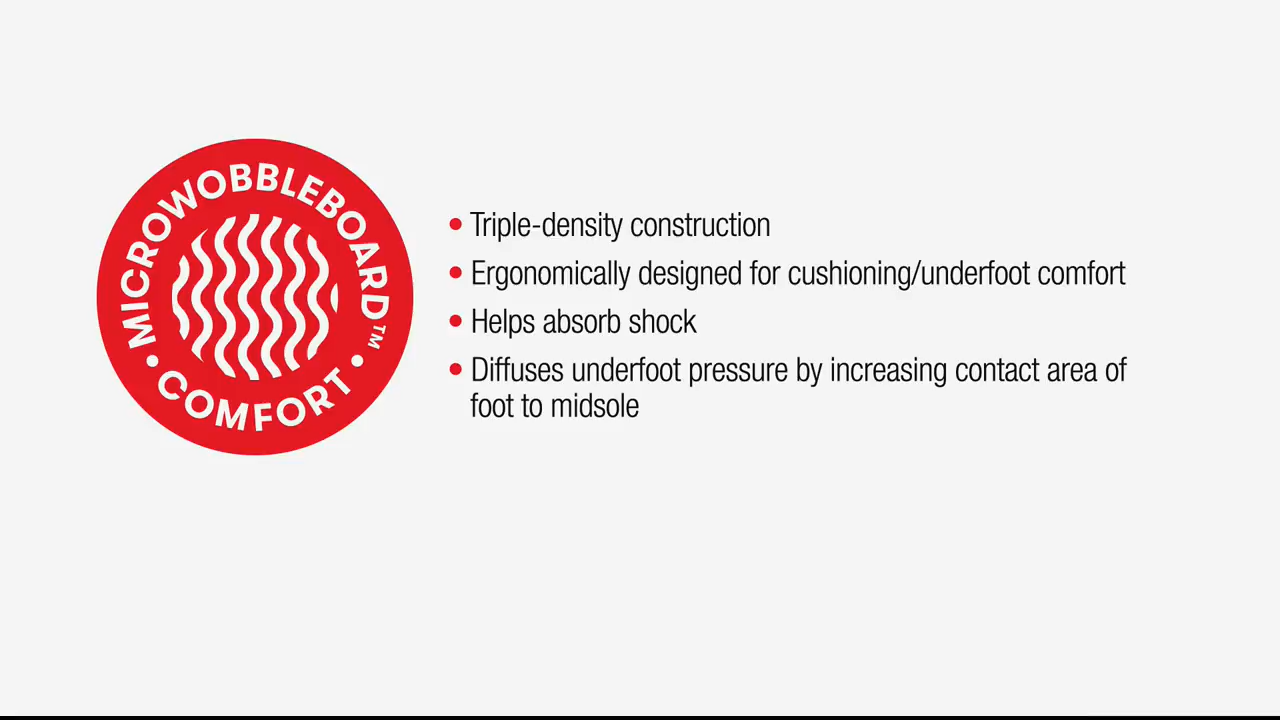 MICROWOBBLEBOARD™
• COMFORT •
• Triple-density construction
• Ergonomically designed for cushioning/underfoot comfort
• Helps absorb shock
• Diffuses underfoot pressure by increasing contact area of
foot to midsole